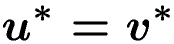 u* = v*